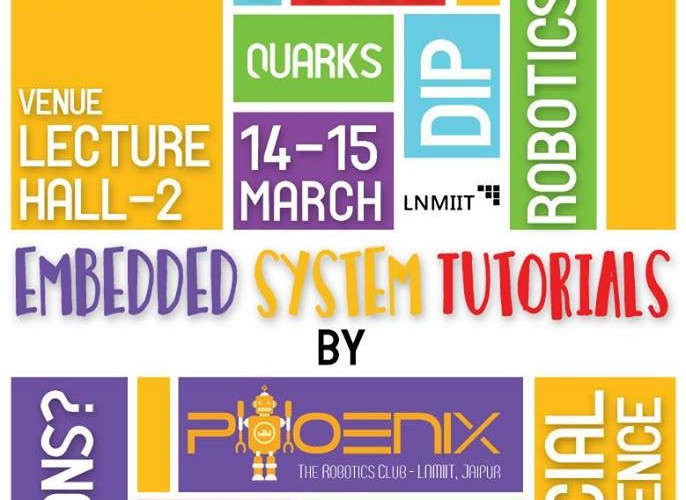 QUARKS
DIP
ROBOTICS
VENUE
LECTURE
HALL-2
14-15
MARCH
LNMIIT
EMBEDDED SYSTEM TUTORIALS
BY
PHOENIX
THE ROBOTICS CLUB - LNMIIT, JAIPUR